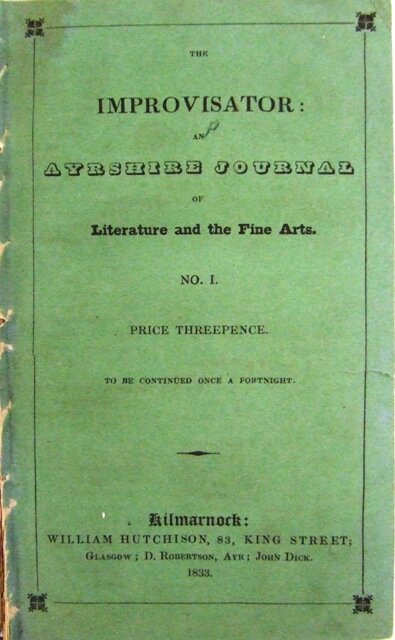 THE
IMPROVISATOR:
AN
AYRSHIRE JOURNAL
OF
Literature and the Fine Arts.
NO. I.
PRICE THREEPENCE.
TO BE CONTINUED ONCE A FORTNIGHT.
Kilmarnock:
WILLIAM HUTCHISON, 83, KING STREET;
GLASGOW; D. ROBERTSON, AYR; JOHN DICK.
1833.